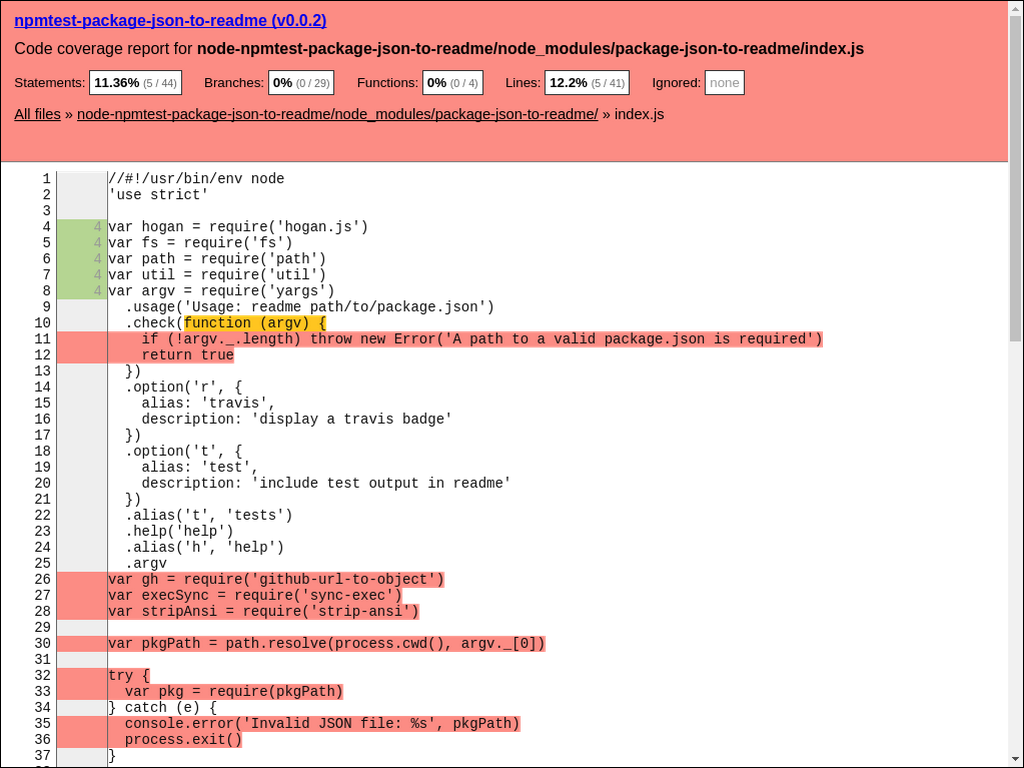 npmtest-package-json-to-readme (v0.0.2)
Code coverage report for node-npmtest-package-json-to-readme/node_modules/package-json-to-readme/index.js
Statements: 11.36% (5 / 44) Branches: 0% (0 / 29) Functions: 0% (0 / 4) Lines: 12.2% (5 / 41) Ignored: none
All files » node-npmtest-package-json-to-readme/node_modules/package-json-to-readme/ » index.js
1 //#!/usr/bin/env node
2 'use strict'
3
4 4 var hogan = require('hogan.js')
5 4 var fs = require('fs')
6 4 var path = require('path')
7 4 var util = require('util')
8 4 var argv = require('yargs')
9 .usage('Usage: readme path/to/package.json')
10 .check(function (argv) {
11 if (!argv._.length) throw new Error('A path to a valid package.json is required')
12 return true
13 })
14 .option('r', {
15 alias: 'travis',
16 description: 'display a travis badge'
17 })
18 .option('t', {
19 alias: 'test',
20 description: 'include test output in readme'
21 })
22 .alias('t', 'tests')
23 .help('help')
24 .alias('h', 'help')
25 .argv
26 var gh = require('github-url-to-object')
27 var execSync = require('sync-exec')
28 var stripAnsi = require('strip-ansi')
29
30 var pkgPath = path.resolve(process.cwd(), argv._[0])
31
32 try {
33 var pkg = require(pkgPath)
34 } catch (e) {
35 console.error('Invalid JSON file: %s', pkgPath)
36 process.exit()
37 }